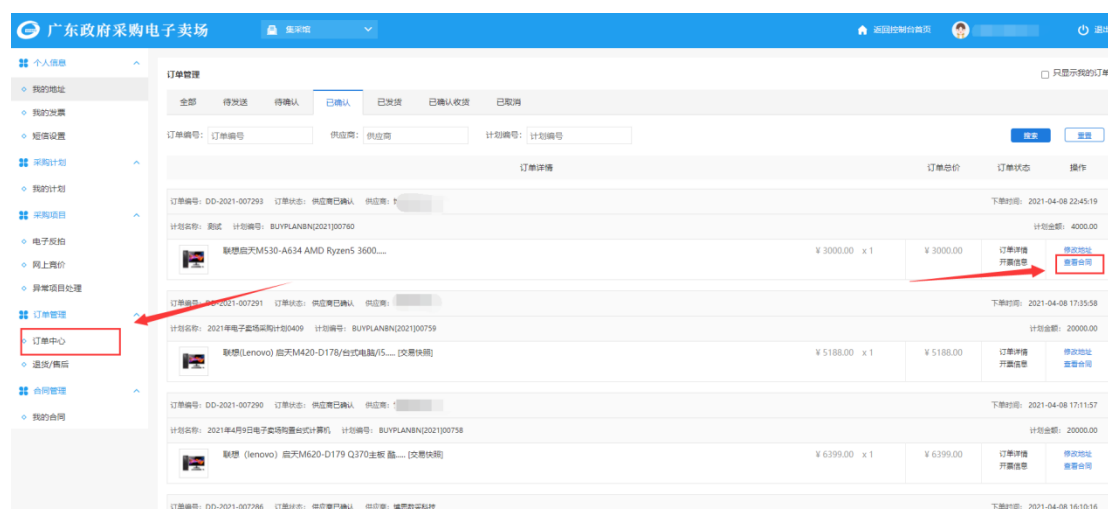 广东政府采购电子卖场 集采馆 返回控制台首页 退出
个人信息
我的地址
我的发票
短信设置
采购计划
我的计划
采购项目
电子反拍
网上竞价
异常项目处理
订单管理
订单中心
退货/售后
合同管理
我的合同
订单管理 只显示我的订单
全部 待发送 待确认 已确认 已发货 已确认收货 已取消
订单编号: 订单编号 供应商: 供应商 计划编号: 计划编号 搜索 重置
订单详情 订单总价 订单状态 操作
订单编号: DD-2021-007293 订单状态: 供应商已确认 供应商: 下单时间: 2021-04-08 22:45:19
计划名称: 测试 计划编号: BUYPLANBN[2021]00760 计划金额: 4000.00
联想启天M530-A634 AMD Ryzen5 3600..... ¥ 3000.00 x 1 ¥ 3000.00 订单详情 修改地址
开票信息 查看合同
订单编号: DD-2021-007291 订单状态: 供应商已确认 供应商: 下单时间: 2021-04-08 17:35:58
计划名称: 2021年电子卖场采购计划0409 计划编号: BUYPLANBN[2021]00759 计划金额: 20000.00
联想(Lenovo) 启天M420-D178/台式电脑/i5..... [交易快照] ¥ 5188.00 x 1 ¥ 5188.00 订单详情 修改地址
开票信息 查看合同
订单编号: DD-2021-007290 订单状态: 供应商已确认 供应商: 下单时间: 2021-04-08 17:11:57
计划名称: 2021年4月9日电子卖场购置台式计算机 计划编号: BUYPLANBN[2021]00758 计划金额: 20000.00
联想（lenovo）启天M620-D179 Q370主板 酷..... [交易快照] ¥ 6399.00 x 1 ¥ 6399.00 订单详情 修改地址
开票信息 查看合同
订单编号: DD-2021-007286 订单状态: 供应商已确认 供应商: 下单时间: 2021-04-08 16:10:16